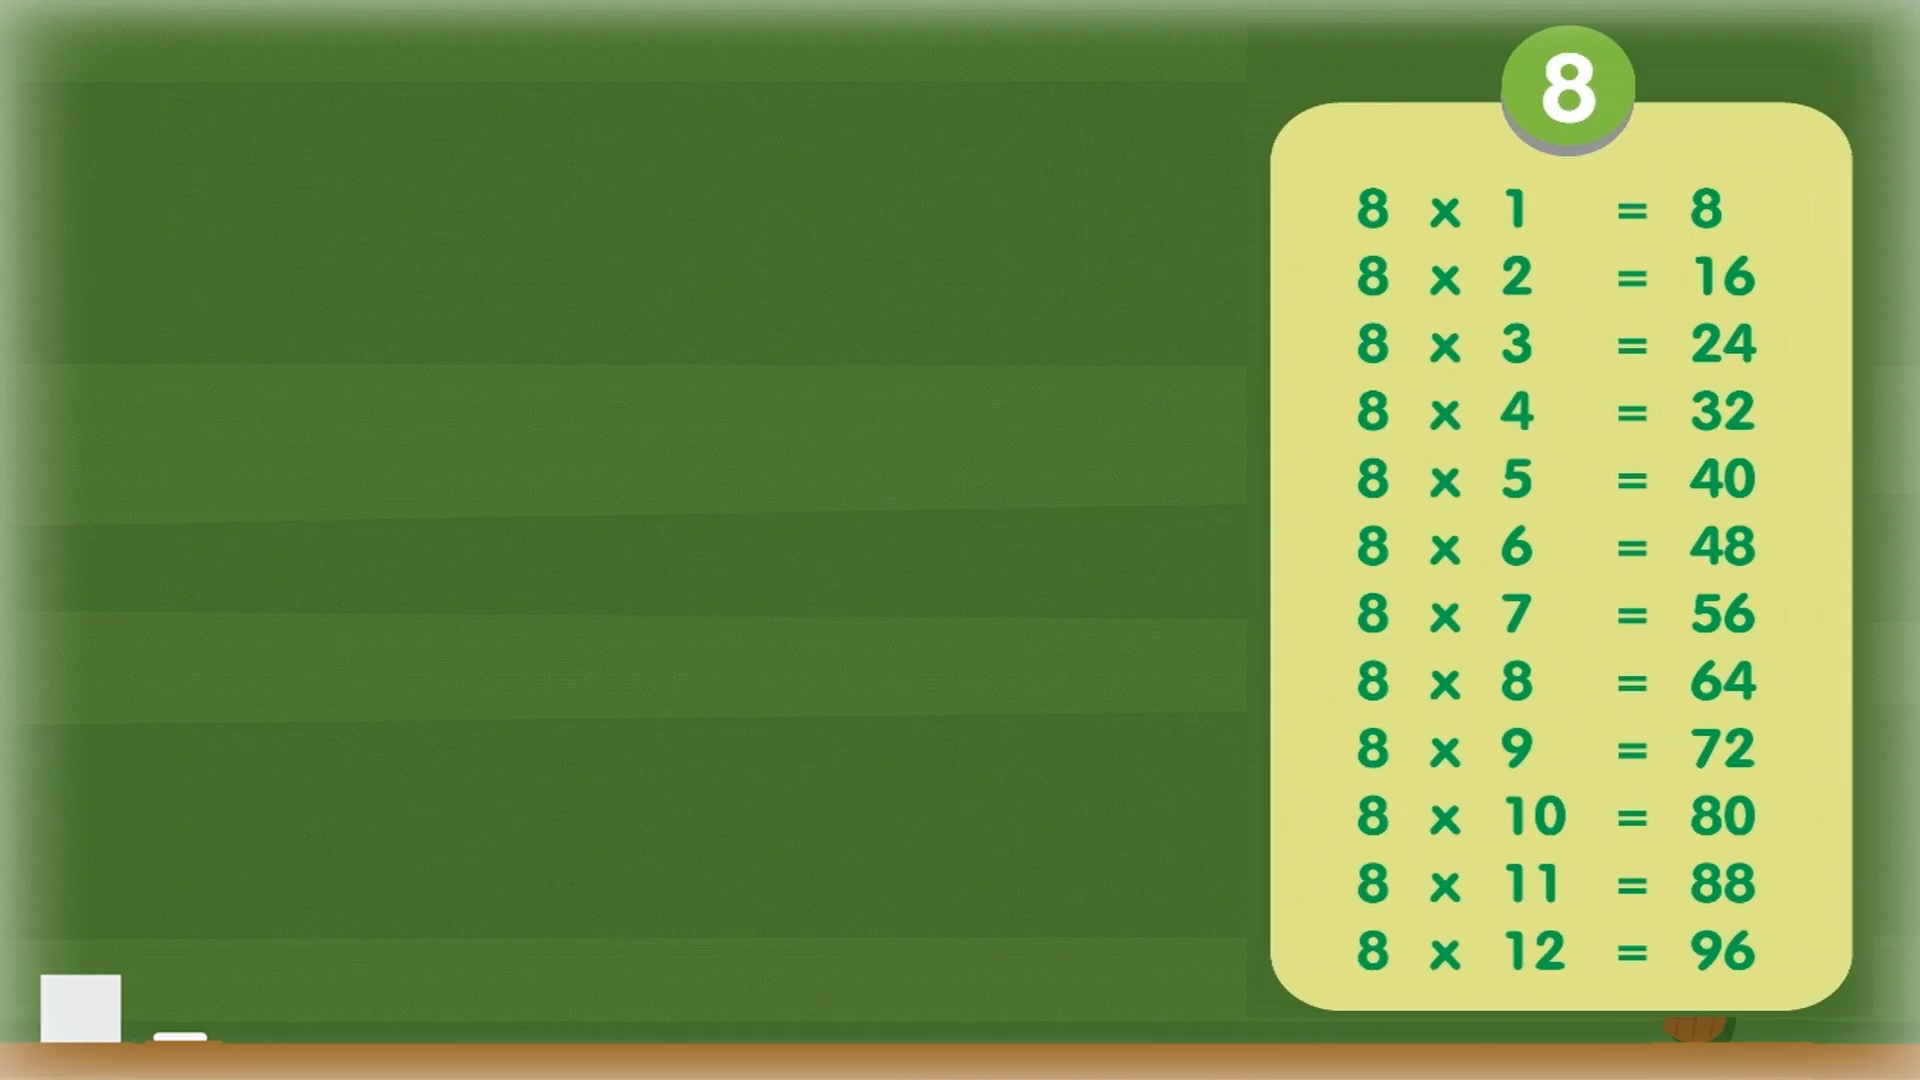 8
8 x 1 = 8
8 x 2 = 16
8 x 3 = 24
8 x 4 = 32
8 x 5 = 40
8 x 6 = 48
8 x 7 = 56
8 x 8 = 64
8 x 9 = 72
8 x 10 = 80
8 x 11 = 88
8 x 12 = 96